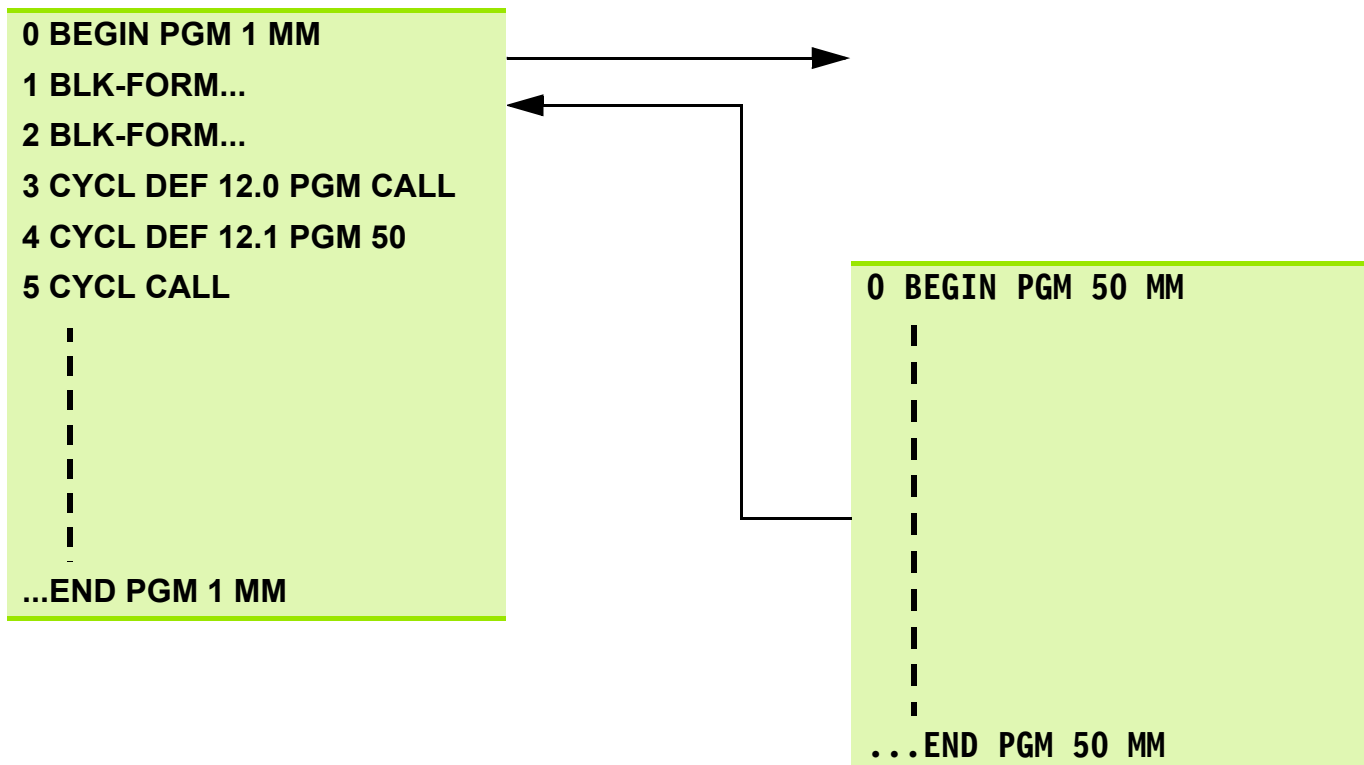 0 BEGIN PGM 1 MM
1 BLK-FORM...
2 BLK-FORM...
3 CYCL DEF 12.0 PGM CALL
4 CYCL DEF 12.1 PGM 50
5 CYCL CALL
...END PGM 1 MM
0 BEGIN PGM 50 MM
...END PGM 50 MM